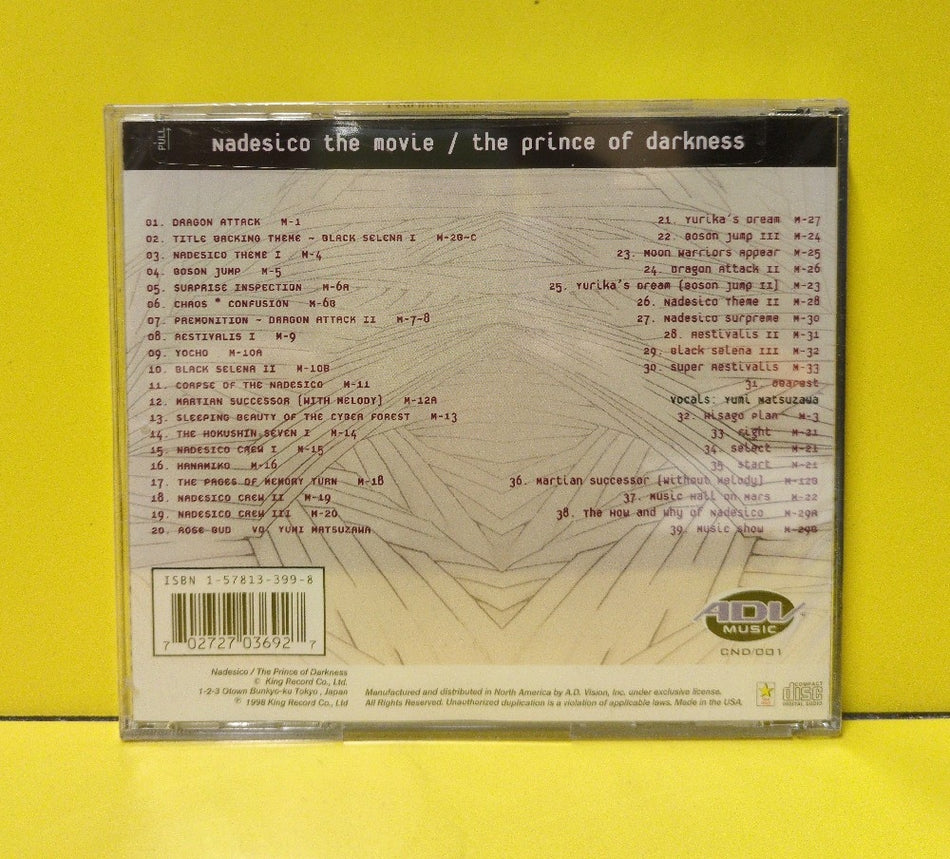 PULL
Nadesico the movie / the prince of darkness
01. DRAGON ATTACK M-1
02. TITLE BACKING THEME ~ BLACK SELENA I M-2B-C
03. NADESICO THEME I M-4
04. BOSON JUMP M-5
05. SURPRISE INSPECTION M-6A
06. CHAOS * CONFUSION M-6B
07. PREMONITION ~ DRAGON ATTACK II M-7~8
08. AESTIVALIS I M-9
09. YOCHO M-10A
10. BLACK SELENA II M-10B
11. CORPSE OF THE NADESICO M-11
12. MARTIAN SUCCESSOR [WITH MELODY] M-12A
13. SLEEPING BEAUTY OF THE CYBER FOREST M-13
14. THE HOKUSHIN SEVEN I M-14
15. NADESICO CREW I M-15
16. HANAMIKO M-16
17. THE PAGES OF MEMORY TURN M-18
18. NADESICO CREW II M-19
19. NADESICO CREW III M-20
20. ROSE BUD VO. YUMI MATSUZAWA
21. Yurika's Dream M-27
22. Boson Jump III M-24
23. Moon Warriors Appear M-25
24. Dragon Attack II M-26
25. Yurika's Dream [Boson Jump II] M-23
26. Nadesico Theme II M-28
27. Nadesico Surpreme M-30
28. Aestivalis II M-31
29. Black Selena III M-32
30. Super Aestivalis M-33
31. Dearest
Vocals: Yumi Matsuzawa
32. Hisago Plan M-3
33. Fight M-21
34. Select M-21
35. Start M-21
36. Martian Successor [Without Melody] M-12B
37. Music Hall on Mars M-22
38. The How and Why of Nadesico M-29A
39. Music Show M-29B
ISBN 1-57813-399-8
7 02727 03692 7
ADV
MUSIC
CND/001
Nadesico / The Prince of Darkness
© King Record Co., Ltd.
1-2-3 Otown Bunkyo-ku Tokyo, Japan
℗ 1998 King Record Co., Ltd
Manufactured and distributed in North America by A.D. Vision, Inc. under exclusive license.
All Rights Reserved. Unauthorized duplication is a violation of applicable laws. Made in the USA.
COMPACT
disc
DIGITAL AUDIO